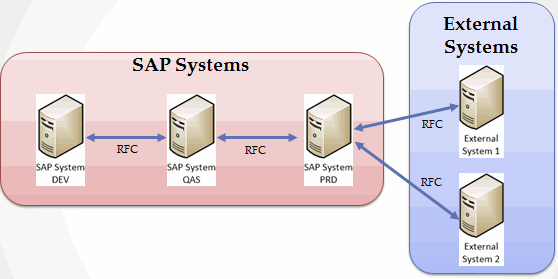 External
Systems
SAP Systems
SAP System
DEV
RFC
SAP System
QAS
RFC
SAP System
PRD
RFC
RFC
External
System 1
External
System 2